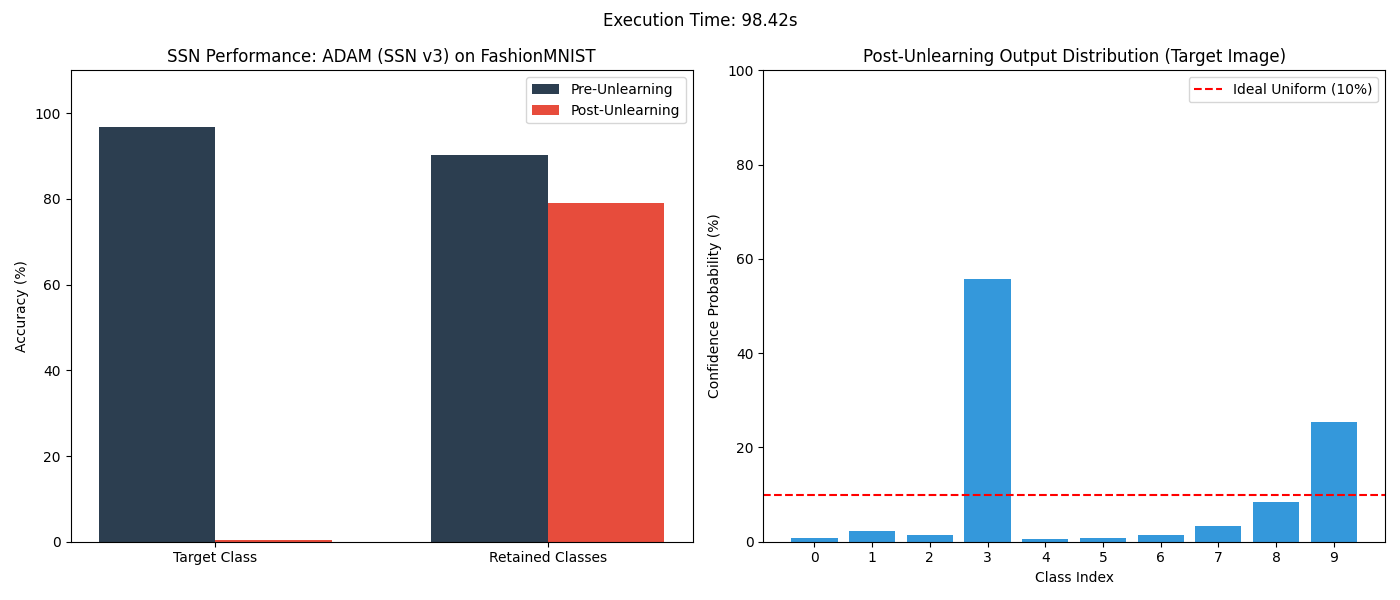 Execution Time: 98.42s
SSN Performance: ADAM (SSN v3) on FashionMNIST
Pre-Unlearning
Post-Unlearning
Accuracy (%)
100
80
60
40
20
0
Target Class
Retained Classes
Post-Unlearning Output Distribution (Target Image)
Ideal Uniform (10%)
Confidence Probability (%)
100
80
60
40
20
0
0 1 2 3 4 5 6 7 8 9
Class Index